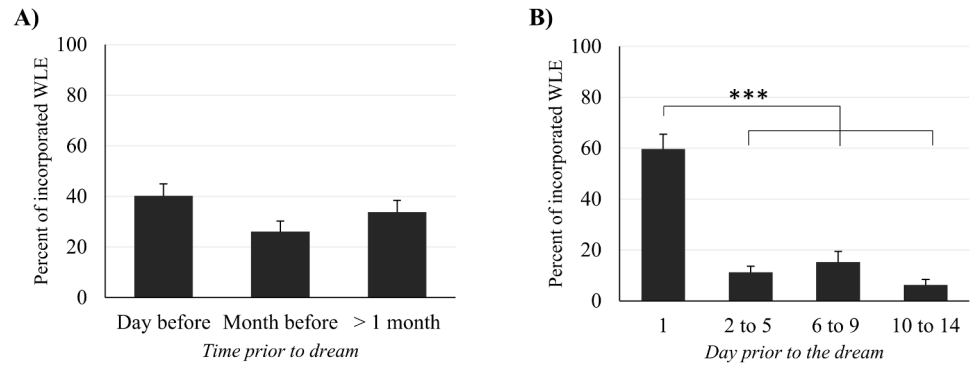 A)
Percent of incorporated WLE
100
80
60
40
20
0
Day before Month before > 1 month
Time prior to dream
B)
Percent of incorporated WLE
100
80
60
40
20
0
***
1 2 to 5 6 to 9 10 to 14
Day prior to the dream